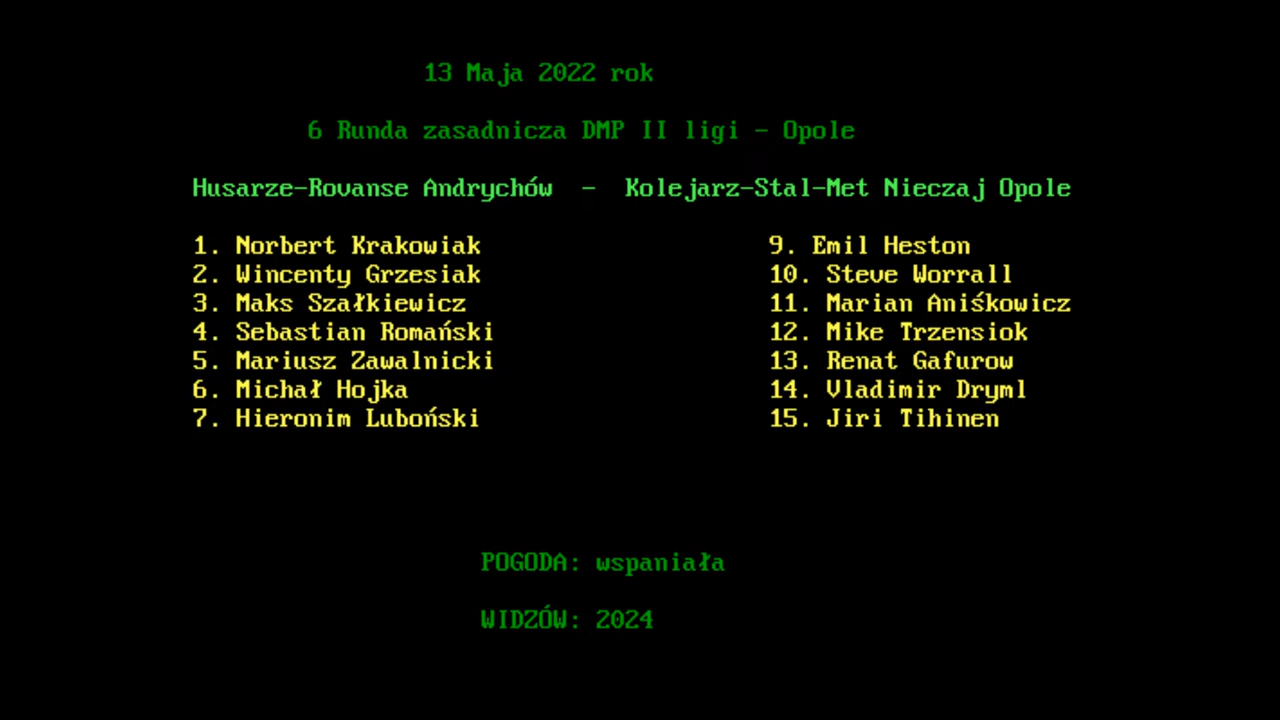 13 Maja 2022 rok
6 Runda zasadnicza DMP II ligi - Opole
Husarze-Rovanse Andrychów - Kolejarz-Stal-Met Nieczaj Opole
1. Norbert Krakowiak 9. Emil Heston
2. Wincenty Grzesiak 10. Steve Worrall
3. Maks Szałkiewicz 11. Marian Aniśkowicz
4. Sebastian Romański 12. Mike Trzensiok
5. Mariusz Zawalnicki 13. Renat Gafurow
6. Michał Hojka 14. Vladimir Dryml
7. Hieronim Luboński 15. Jiri Tihinen
POGODA: wspaniała
WIDZÓW: 2024